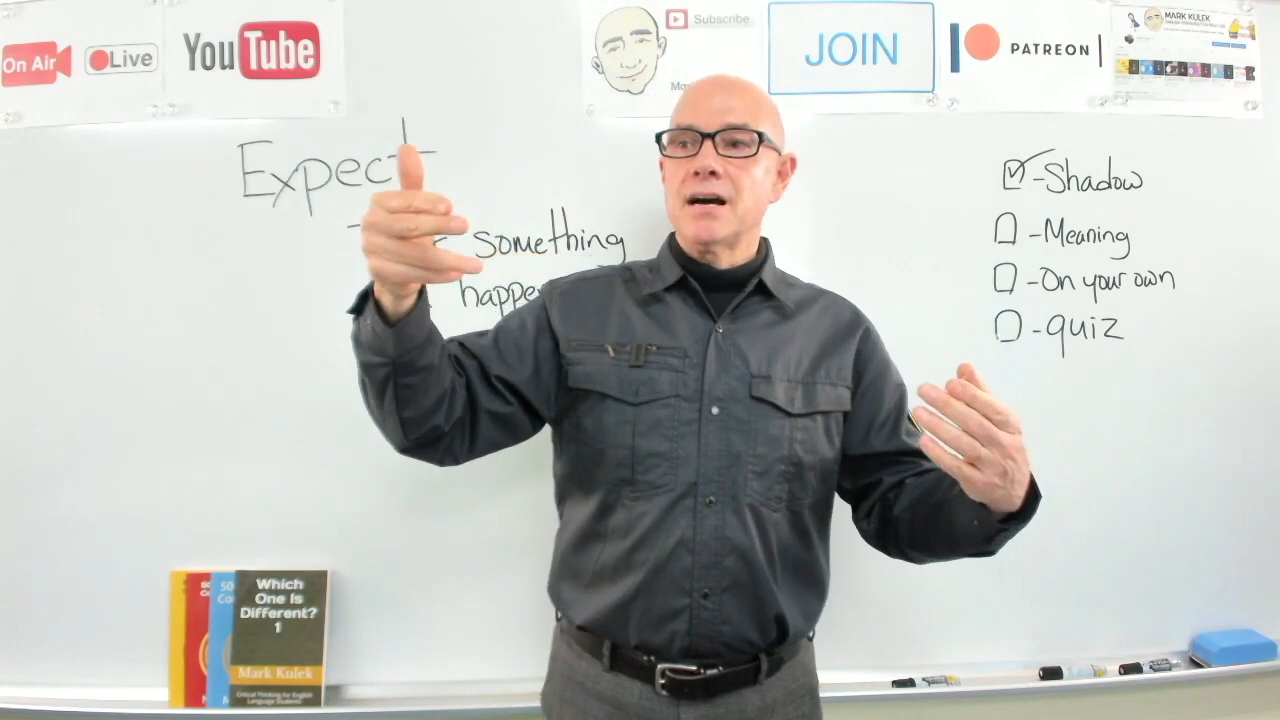 On Air
Live
YouTube
Subscribe
JOIN
PATREON
MARK KULEK
Expect
something
- Shadow
- Meaning
- On your own
- quiz
Which
One Is
Different?
1
Mark Kulek
Critical Thinking for English
Language Students